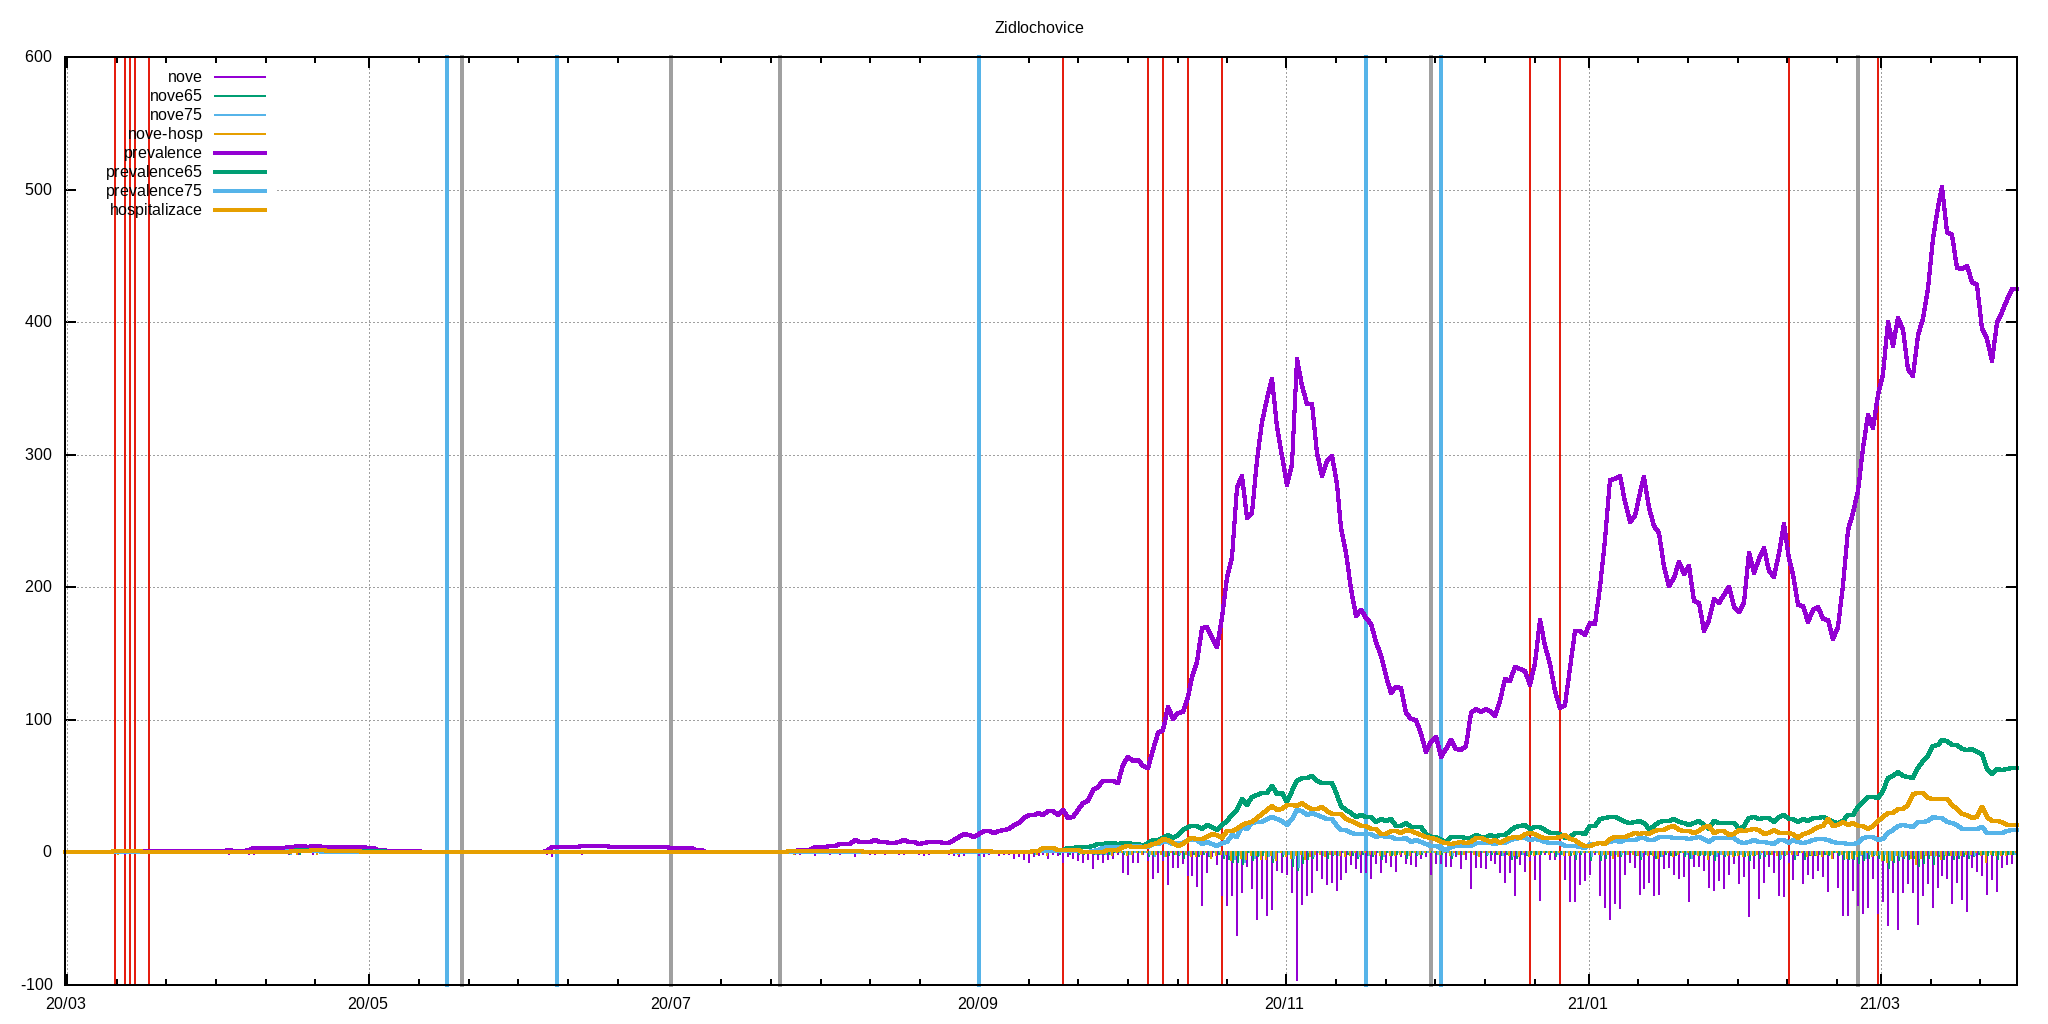 Zidlochovice
600
nove
nove65
nove75
nove-hosp
prevalence
prevalence65
prevalence75
hospitalizace
500
400
300
200
100
0
-100
20/03 20/05 20/07 20/09 20/11 21/01 21/03